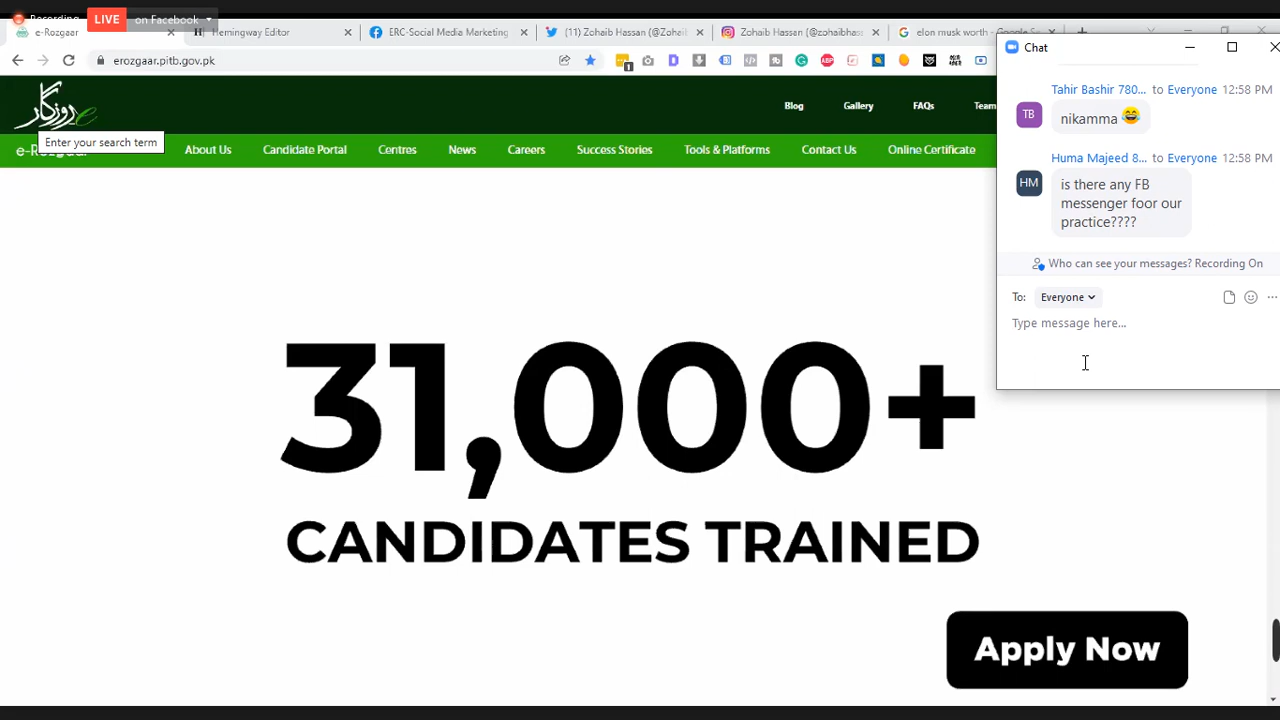 Recording
LIVE on Facebook
e-Rozgaar
Hemingway Editor
ERC-Social Media Marketing
(11) Zohaib Hassan (@Zohai
Zohaib Hassan (@zohaibhas
elon musk worth - Google Se
erozgaar.pitb.gov.pk
روزگار e
Enter your search term
Blog
Gallery
FAQs
Team
About Us
Candidate Portal
Centres
News
Careers
Success Stories
Tools & Platforms
Contact Us
Online Certificate
31,000+
CANDIDATES TRAINED
Apply Now
Chat
Tahir Bashir 780... to Everyone 12:58 PM
TB
nikamma 😂
Huma Majeed 8... to Everyone 12:58 PM
HM
is there any FB
messenger foor our
practice????
Who can see your messages? Recording On
To: Everyone
Type message here...